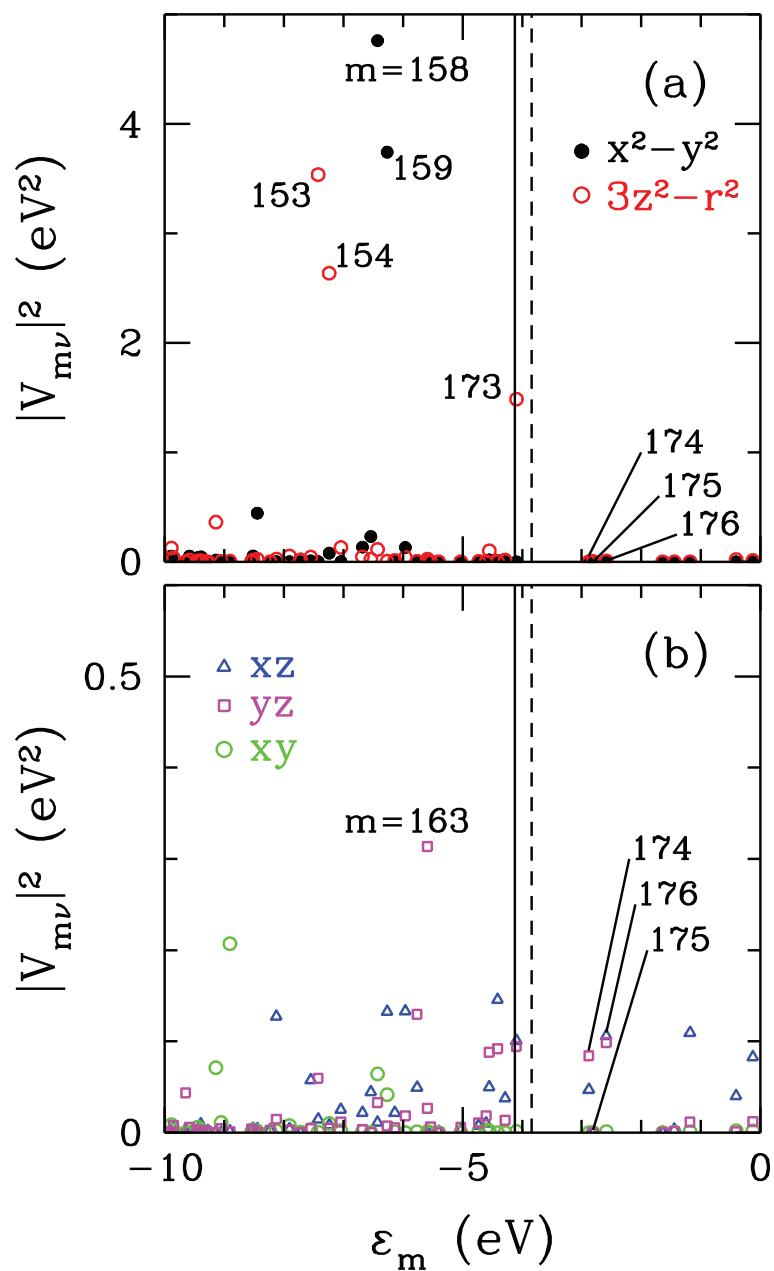 (a)
m=158
4
x²−y²
159
153
3z²−r²
154
|V_mν|² (eV²)
2
173
174
175
176
0
(b)
xz
0.5
yz
xy
m=163
174
176
|V_mν|² (eV²)
175
0
−10
−5
0
ε_m (eV)